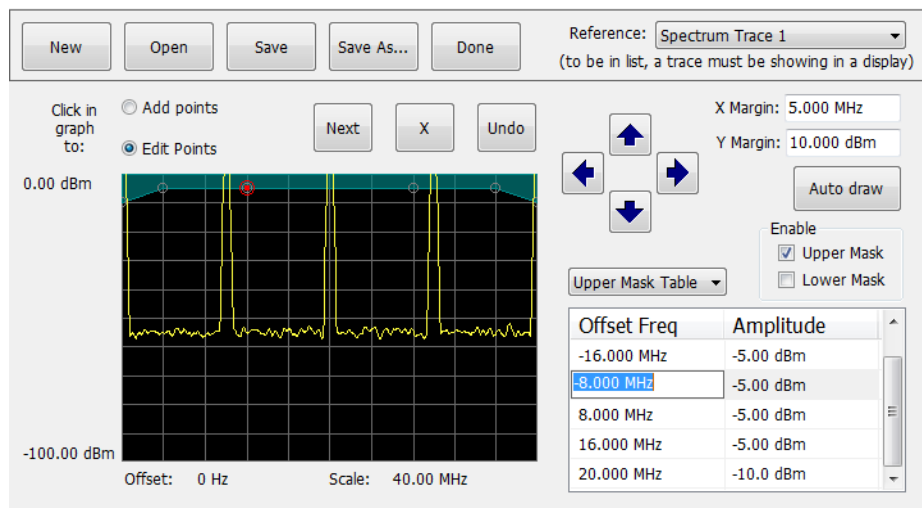 New Open Save Save As... Done
Reference: Spectrum Trace 1
(to be in list, a trace must be showing in a display)
Click in graph to:
Add points
Edit Points
Next X Undo
X Margin: 5.000 MHz
Y Margin: 10.000 dBm
Auto draw
Enable
Upper Mask
Lower Mask
0.00 dBm
-100.00 dBm
Offset: 0 Hz Scale: 40.00 MHz
Upper Mask Table
Offset Freq Amplitude
-16.000 MHz -5.00 dBm
-8.000 MHz -5.00 dBm
8.000 MHz -5.00 dBm
16.000 MHz -5.00 dBm
20.000 MHz -10.0 dBm